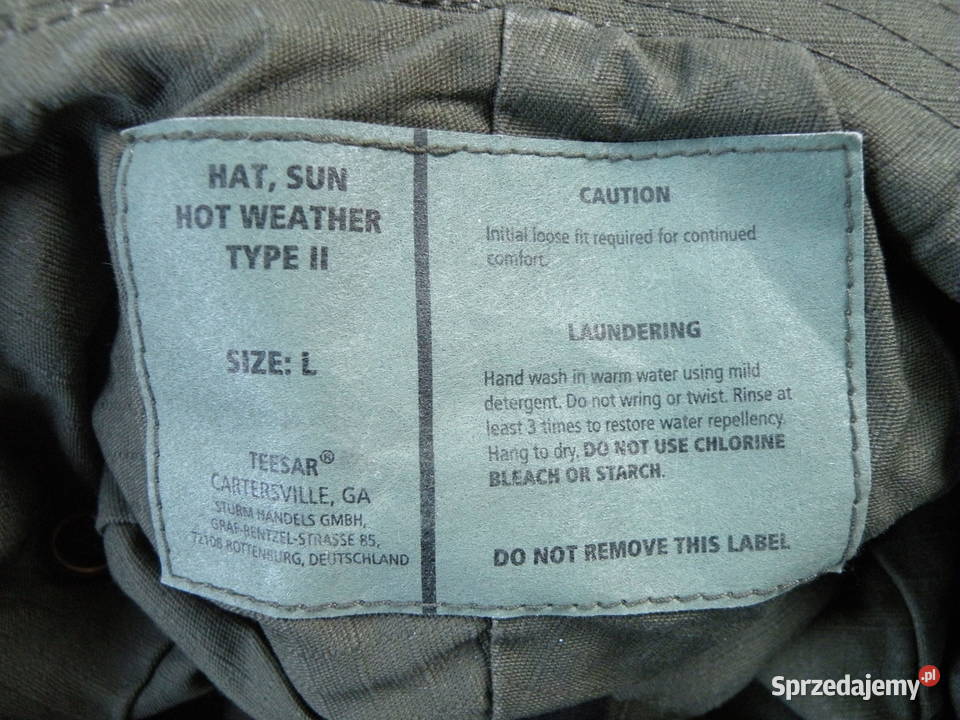 HAT, SUN
HOT WEATHER
TYPE II
SIZE: L
TEESAR®
CARTERSVILLE, GA
STURM HANDELS GMBH,
GRAF-BENTZEL-STRASSE 85,
72108 ROTTENBURG, DEUTSCHLAND
CAUTION
Initial loose fit required for continued
comfort.
LAUNDERING
Hand wash in warm water using mild
detergent. Do not wring or twist. Rinse at
least 3 times to restore water repellency.
Hang to dry, DO NOT USE CHLORINE
BLEACH OR STARCH.
DO NOT REMOVE THIS LABEL
Sprzedajemy.pl